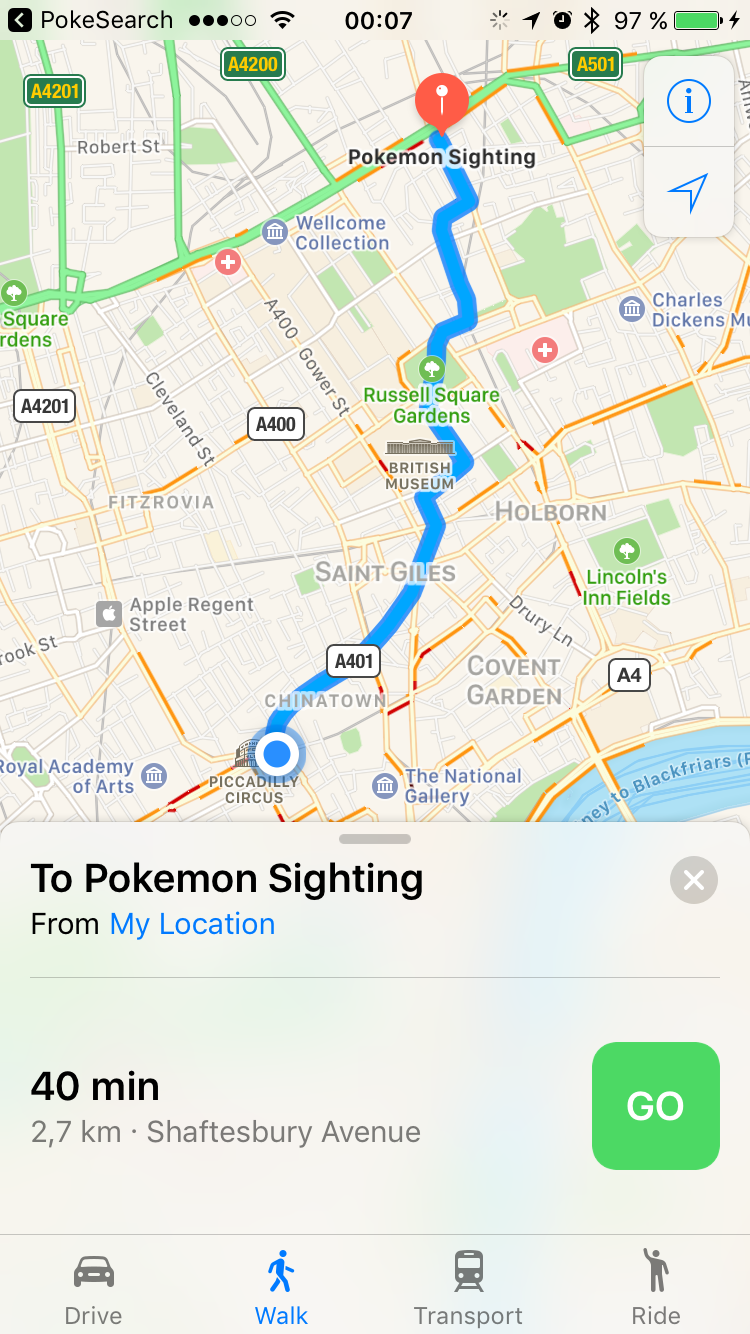 PokeSearch 00:07 97 %
A4201
A4200
A501
Robert St
Pokemon Sighting
Wellcome
Collection
Square
rdens
Charles
Dickens Mu
A400 Gower St
Russell Square
Gardens
A4201
Cleveland St
A400
BRITISH
MUSEUM
FITZROVIA
HOLBORN
Lincoln's
Inn Fields
SAINT GILES
Apple Regent
Street
Drury Ln
rook St
A401
COVENT
GARDEN
A4
CHINATOWN
Royal Academy
of Arts
PICCADILLY
CIRCUS
The National
Gallery
ney to Blackfriars (F
To Pokemon Sighting
From My Location
40 min
2,7 km · Shaftesbury Avenue
GO
Drive
Walk
Transport
Ride